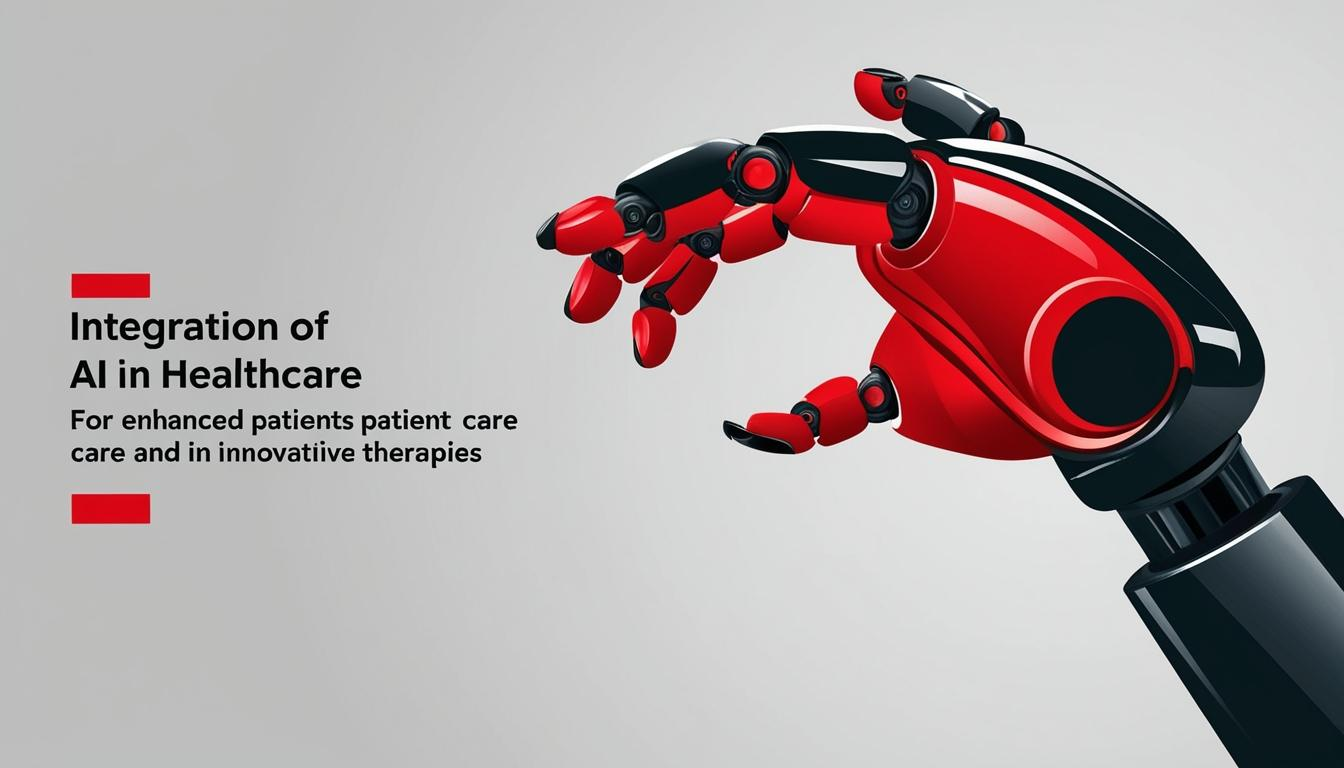 Integration of
AI in Healthcare
For enhanced patients patient care
care and in innovatiive therapies